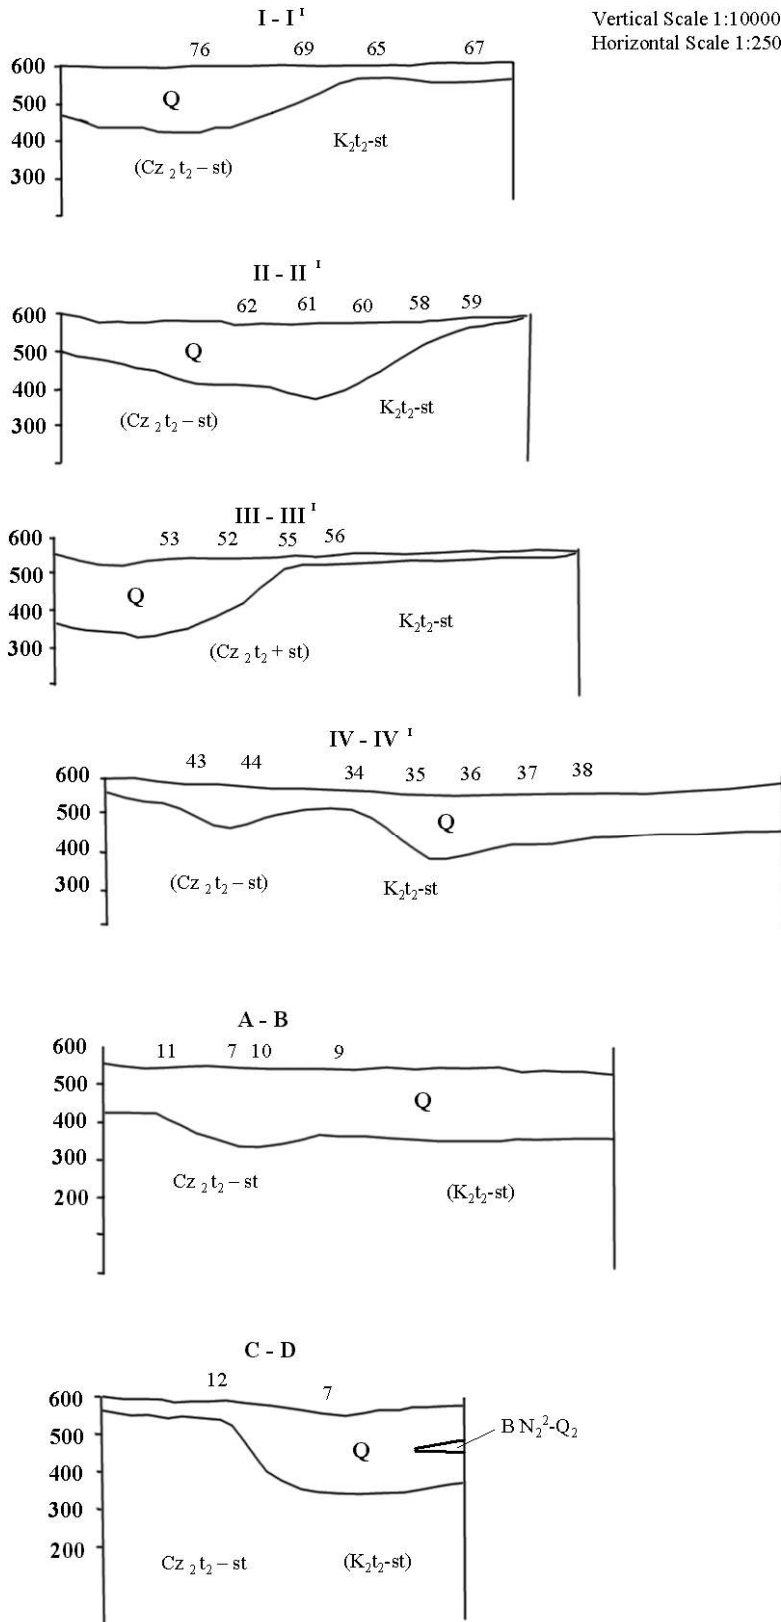 I - I¹
Vertical Scale 1:10000
Horizontal Scale 1:250
76 69 65 67
600
500
400
300
Q
K₂t₂-st
(Cz ₂ t₂ – st)
II - II ¹
62 61 60 58 59
600
500
400
300
Q
K₂t₂-st
(Cz ₂ t₂ – st)
III - III ¹
53 52 55 56
600
500
400
300
Q
K₂t₂-st
(Cz ₂ t₂ + st)
IV - IV ¹
43 44 34 35 36 37 38
600
500
400
300
Q
(Cz ₂ t₂ – st) K₂t₂-st
A - B
11 7 10 9
600
500
400
300
200
Q
Cz ₂ t₂ – st (K₂t₂-st)
C - D
12 7
600
500
400
300
200
Q
B N₂²-Q₂
Cz ₂ t₂ – st (K₂t₂-st)